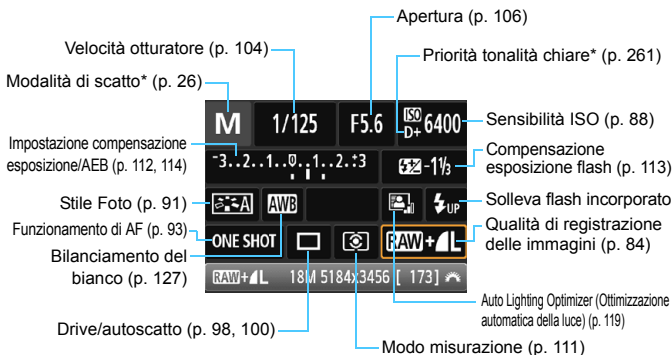 Apertura (p. 106)
Velocità otturatore (p. 104)
Priorità tonalità chiare* (p. 261)
Modalità di scatto* (p. 26)
M 1/125 F5.6 ISO D+ 6400
Sensibilità ISO (p. 88)
Impostazione compensazione
esposizione/AEB (p. 112, 114)
-3..2..1..0..1..2.+3
-1⅓
Compensazione
esposizione flash (p. 113)
Stile Foto (p. 91)
A AWB UP
Solleva flash incorporato
Funzionamento di AF (p. 93)
ONE SHOT RAW+L
Qualità di registrazione
delle immagini (p. 84)
Bilanciamento del
bianco (p. 127)
RAW+L 18M 5184x3456 [ 173]
Auto Lighting Optimizer (Ottimizzazione
automatica della luce) (p. 119)
Drive/autoscatto (p. 98, 100)
Modo misurazione (p. 111)